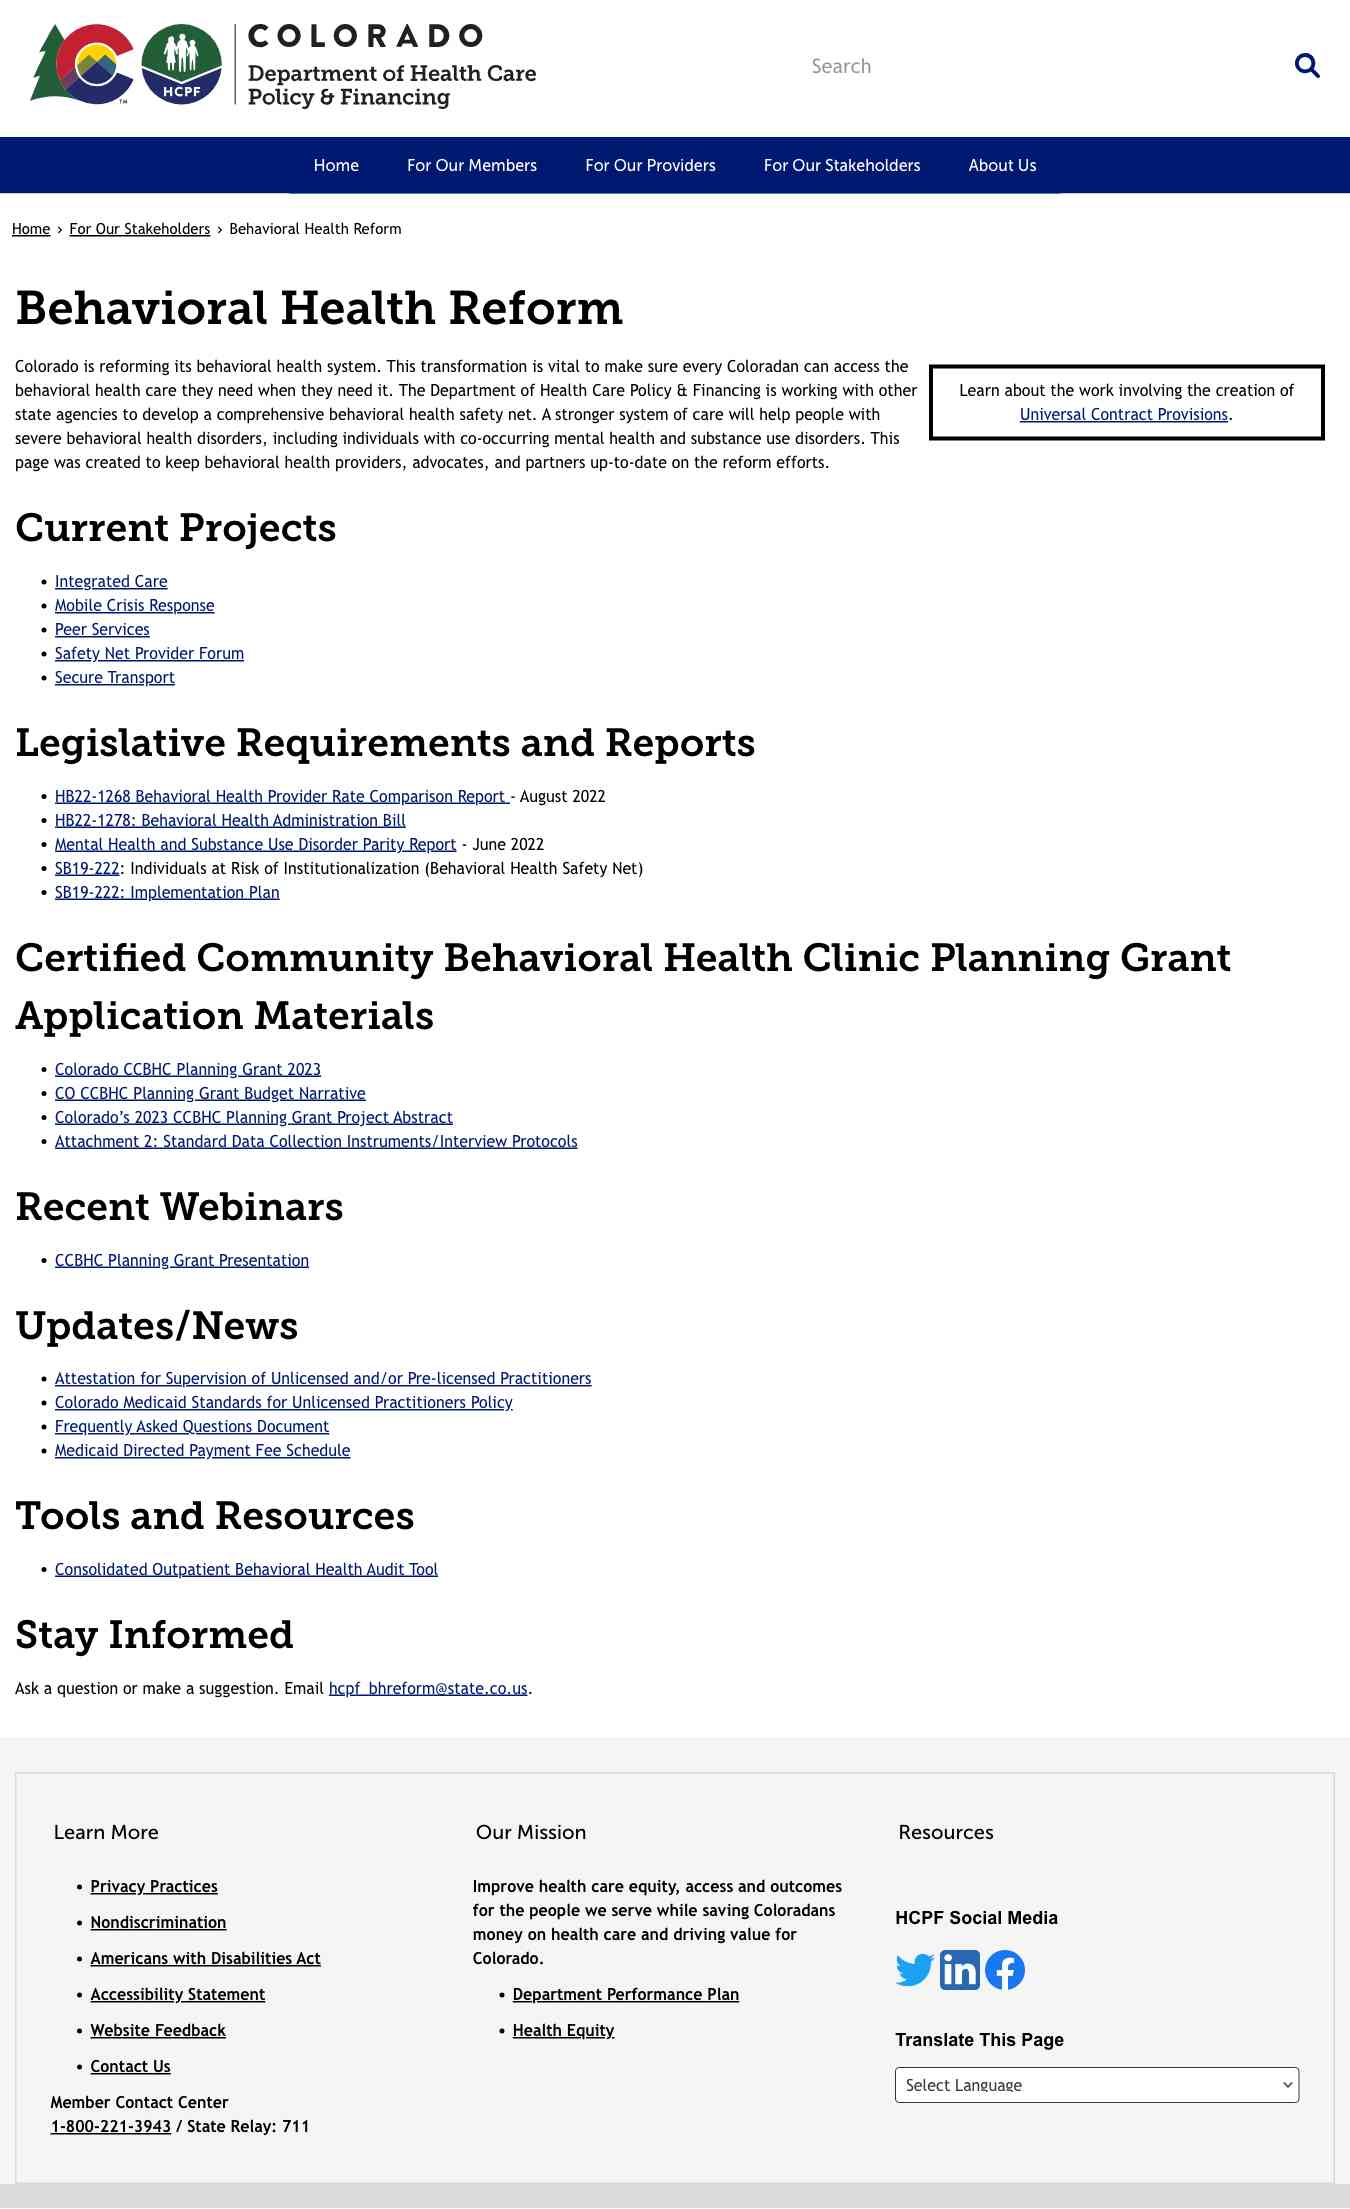 COLORADO
Department of Health Care
Policy & Financing
HCPF
TM
Search
Home
For Our Members
For Our Providers
For Our Stakeholders
About Us
Home › For Our Stakeholders › Behavioral Health Reform
Behavioral Health Reform
Colorado is reforming its behavioral health system. This transformation is vital to make sure every Coloradan can access the
behavioral health care they need when they need it. The Department of Health Care Policy & Financing is working with other
state agencies to develop a comprehensive behavioral health safety net. A stronger system of care will help people with
severe behavioral health disorders, including individuals with co-occurring mental health and substance use disorders. This
page was created to keep behavioral health providers, advocates, and partners up-to-date on the reform efforts.
Learn about the work involving the creation of
Universal Contract Provisions.
Current Projects
• Integrated Care
• Mobile Crisis Response
• Peer Services
• Safety Net Provider Forum
• Secure Transport
Legislative Requirements and Reports
• HB22-1268 Behavioral Health Provider Rate Comparison Report - August 2022
• HB22-1278: Behavioral Health Administration Bill
• Mental Health and Substance Use Disorder Parity Report - June 2022
• SB19-222: Individuals at Risk of Institutionalization (Behavioral Health Safety Net)
• SB19-222: Implementation Plan
Certified Community Behavioral Health Clinic Planning Grant
Application Materials
• Colorado CCBHC Planning Grant 2023
• CO CCBHC Planning Grant Budget Narrative
• Colorado’s 2023 CCBHC Planning Grant Project Abstract
• Attachment 2: Standard Data Collection Instruments/Interview Protocols
Recent Webinars
• CCBHC Planning Grant Presentation
Updates/News
• Attestation for Supervision of Unlicensed and/or Pre-licensed Practitioners
• Colorado Medicaid Standards for Unlicensed Practitioners Policy
• Frequently Asked Questions Document
• Medicaid Directed Payment Fee Schedule
Tools and Resources
• Consolidated Outpatient Behavioral Health Audit Tool
Stay Informed
Ask a question or make a suggestion. Email hcpf_bhreform@state.co.us.
Learn More
• Privacy Practices
• Nondiscrimination
• Americans with Disabilities Act
• Accessibility Statement
• Website Feedback
• Contact Us
Member Contact Center
1-800-221-3943 / State Relay: 711
Our Mission
Improve health care equity, access and outcomes
for the people we serve while saving Coloradans
money on health care and driving value for
Colorado.
• Department Performance Plan
• Health Equity
Resources
HCPF Social Media
in
Translate This Page
Select Language